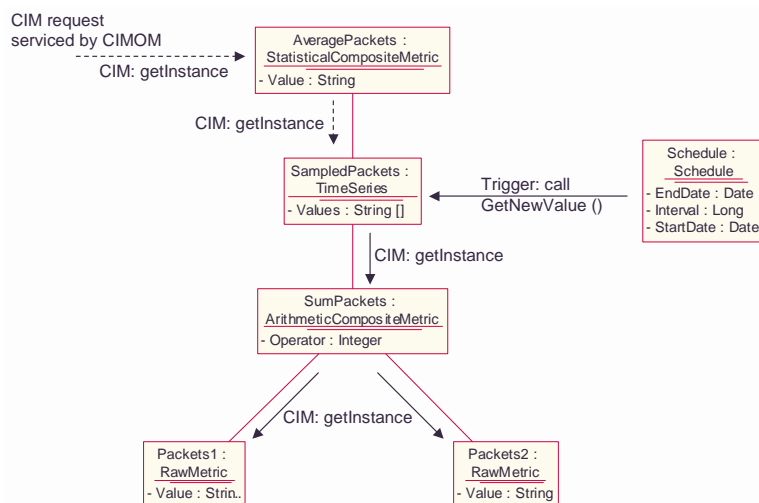 CIM request
serviced by CIMOM
CIM: getInstance
AveragePackets :
StatisticalCompositeMetric
- Value : String
CIM: getInstance
SampledPackets :
TimeSeries
- Values : String []
Trigger: call
GetNewValue ()
Schedule :
Schedule
- EndDate : Date
- Interval : Long
- StartDate : Date
CIM: getInstance
SumPackets :
ArithmeticCompositeMetric
- Operator : Integer
CIM: getInstance
Packets1 :
RawMetric
- Value : Strin..
Packets2 :
RawMetric
- Value : String